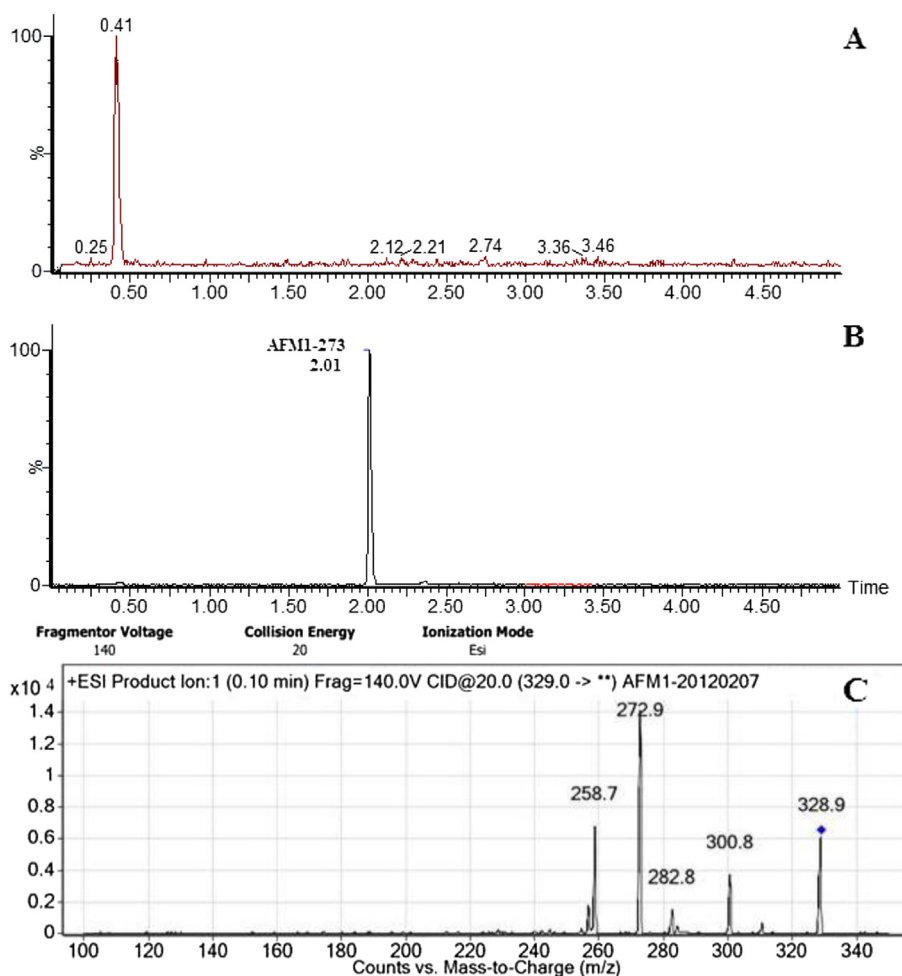 0.41
A
100
%
0.25
2.12
2.21
2.74
3.36
3.46
0
0.50 1.00 1.50 2.00 2.50 3.00 3.50 4.00 4.50
B
AFM1-273
2.01
100
%
0
Time
0.50 1.00 1.50 2.00 2.50 3.00 3.50 4.00 4.50
Fragmentor Voltage Collision Energy Ionization Mode
140 20 Esi
x10 4 +ESI Product Ion:1 (0.10 min) Frag=140.0V CID@20.0 (329.0 -> **) AFM1-20120207
C
1.4
272.9
1.2
1
258.7
328.9
0.8
0.6
300.8
0.4
282.8
0.2
0
100 120 140 160 180 200 220 240 260 280 300 320 340
Counts vs. Mass-to-Charge (m/z)